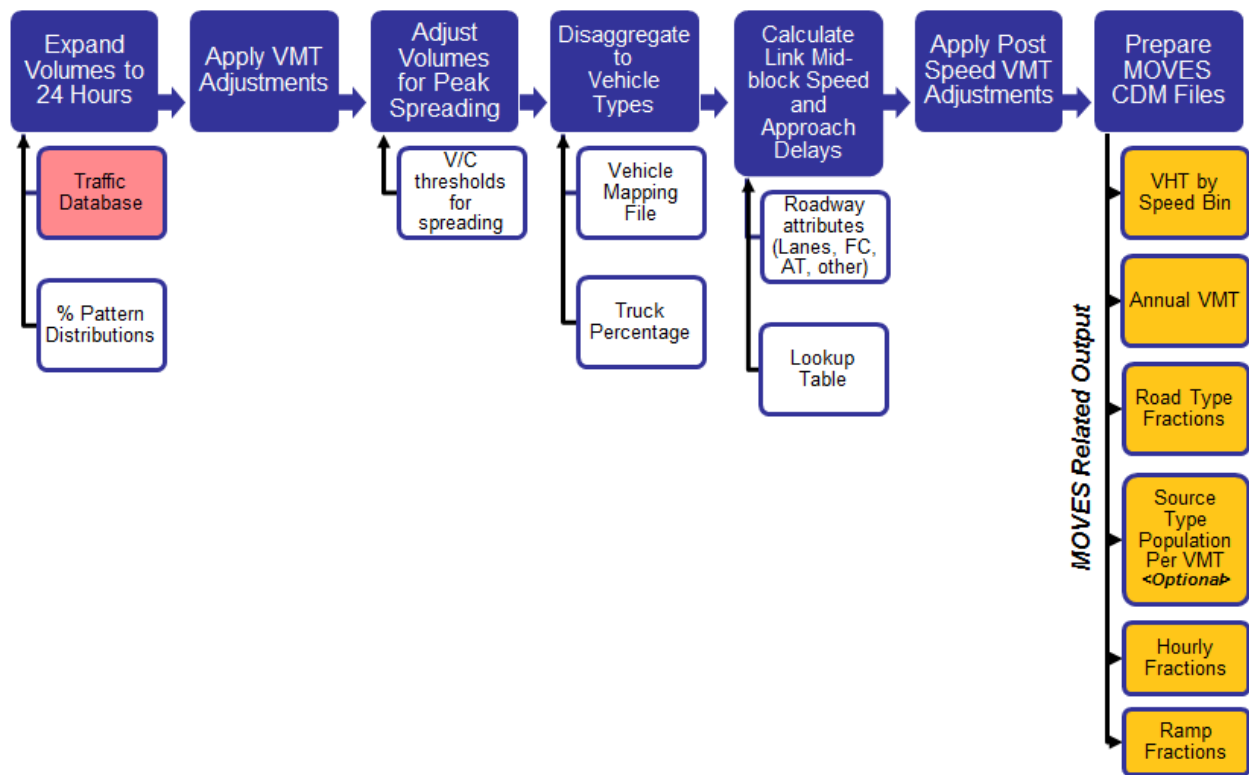 Expand
Volumes to
24 Hours
Apply VMT
Adjustments
Adjust
Volumes
for Peak
Spreading
Disaggregate
to
Vehicle
Types
Calculate
Link Mid-
block Speed
and
Approach
Delays
Apply Post
Speed VMT
Adjustments
Prepare
MOVES
CDM Files
Traffic
Database
% Pattern
Distributions
V/C
thresholds
for
spreading
Vehicle
Mapping
File
Truck
Percentage
Roadway
attributes
(Lanes, FC,
AT, other)
Lookup
Table
MOVES Related Output
VHT by
Speed Bin
Annual VMT
Road Type
Fractions
Source
Type
Population
Per VMT
<Optional>
Hourly
Fractions
Ramp
Fractions